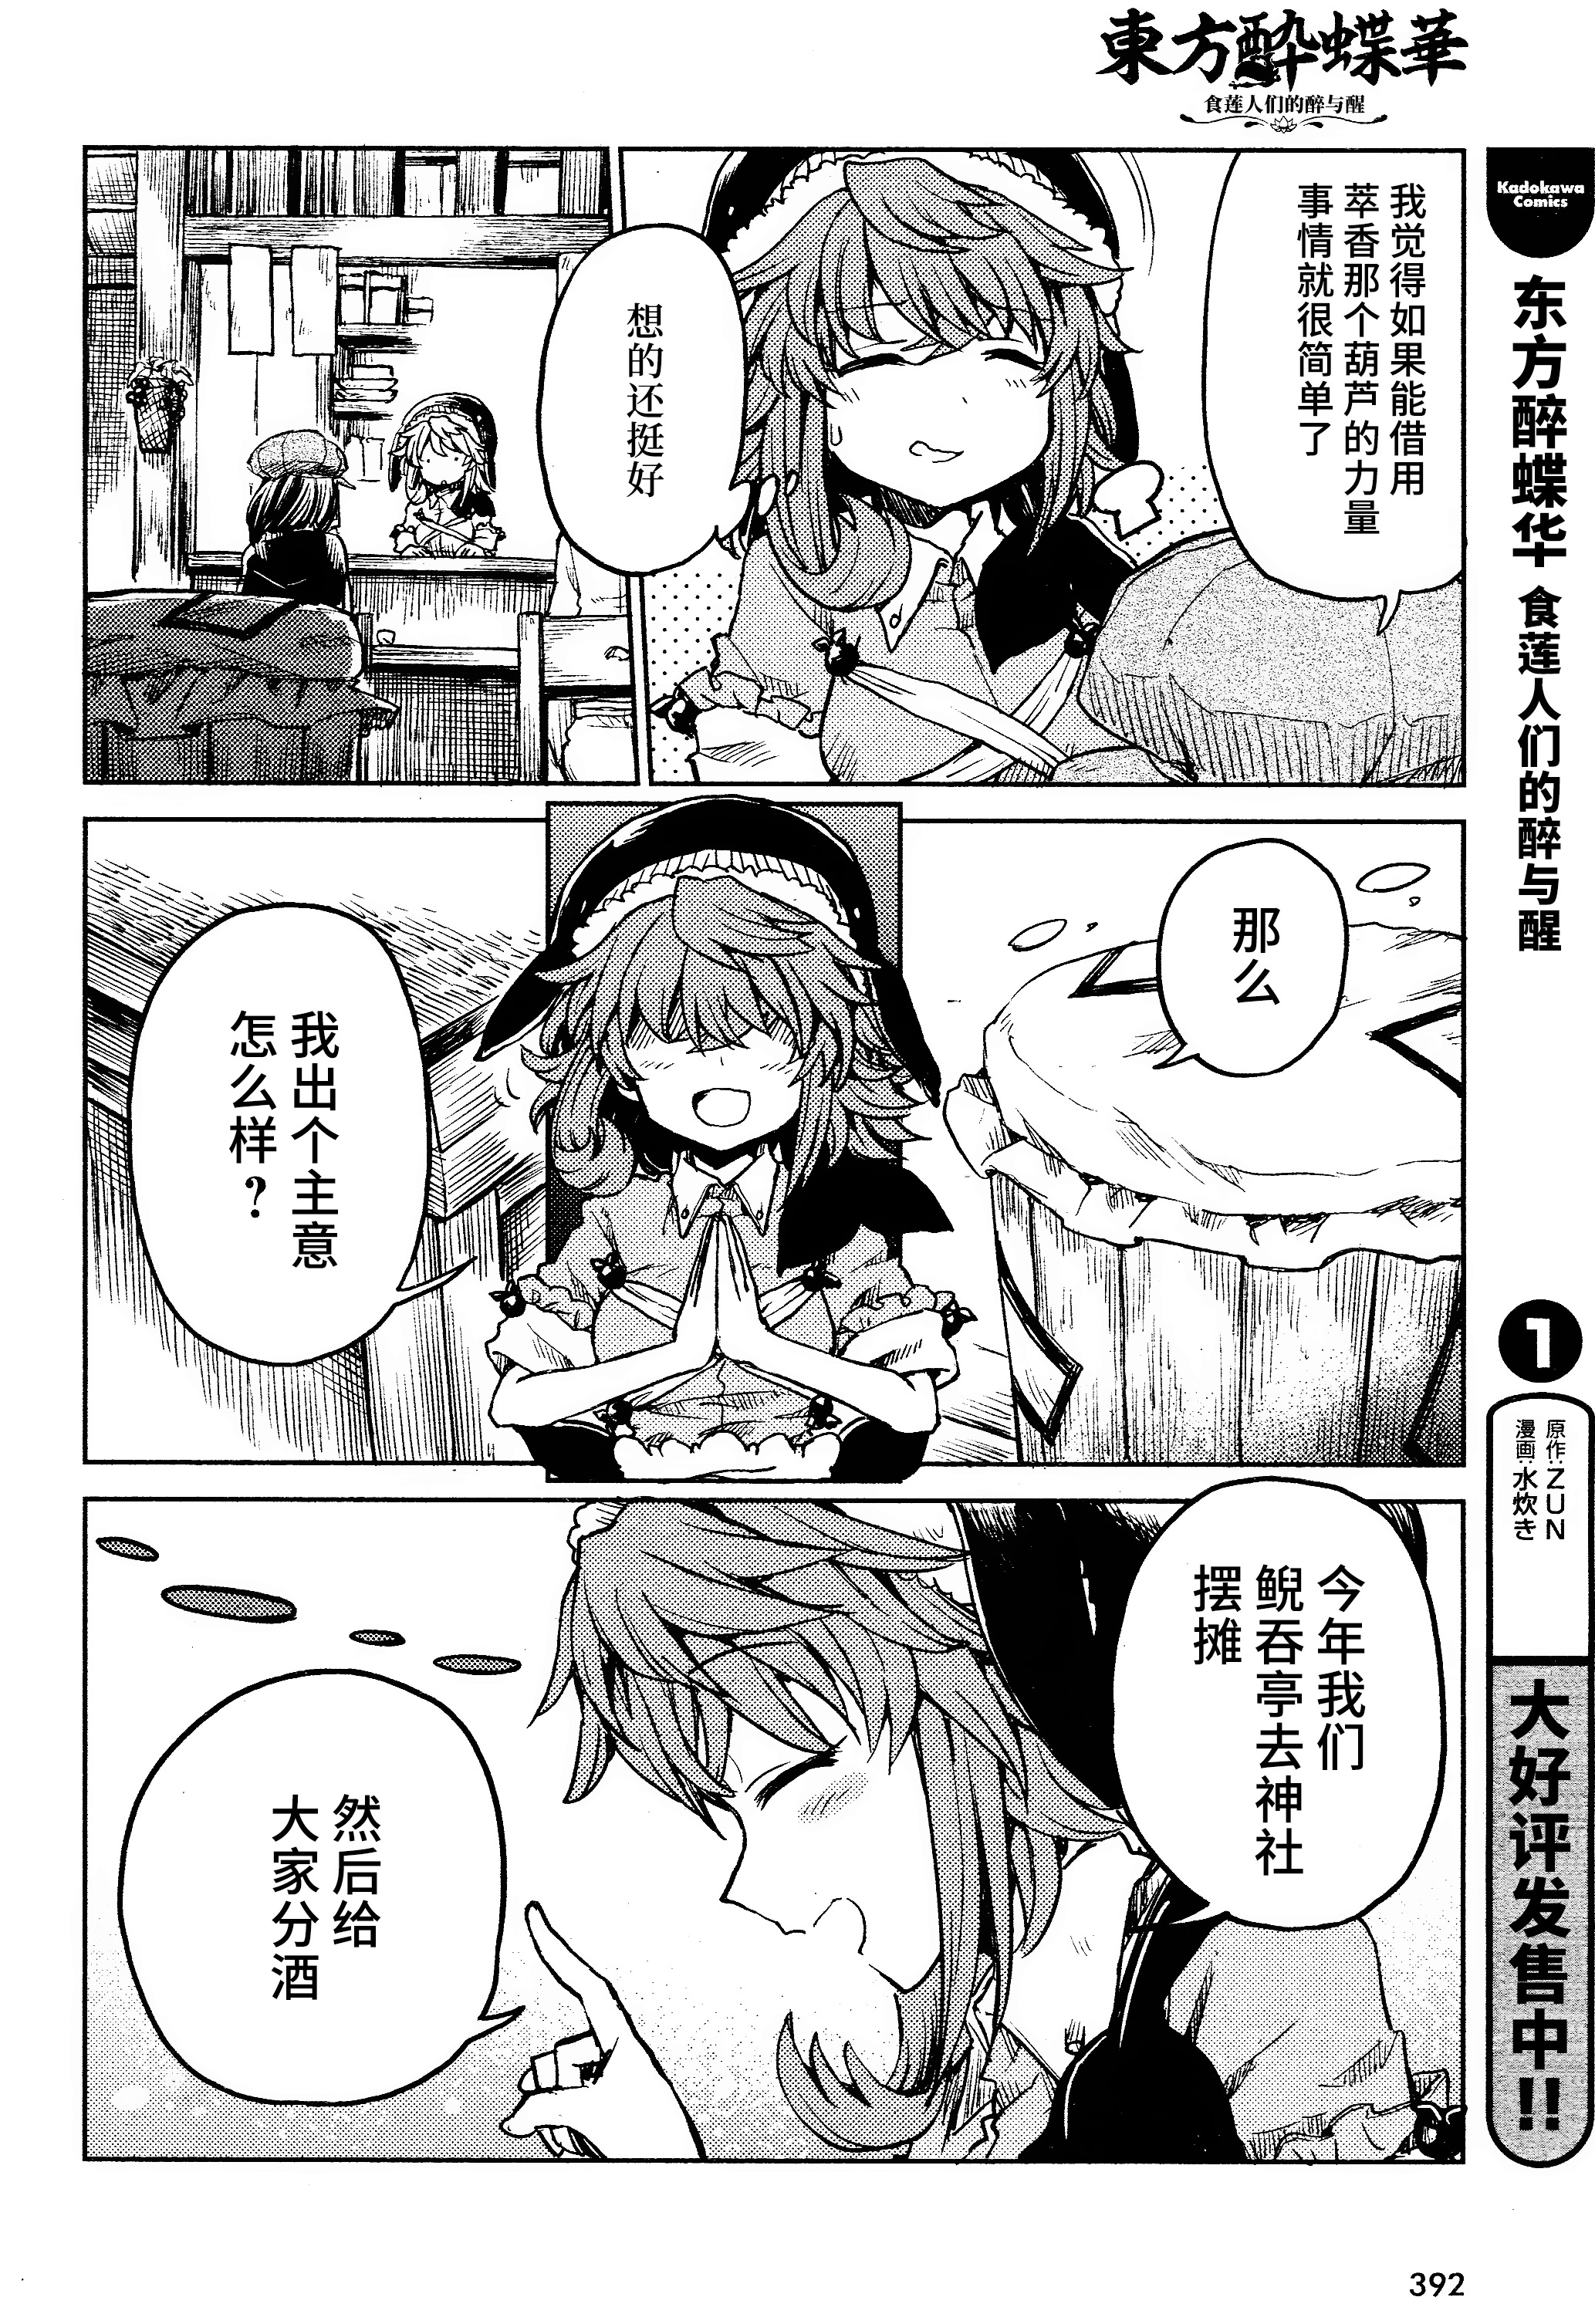 東方酔蝶華
食莲人们的醉与醒
Kadokawa
Comics
东方醉蝶华 食莲人们的醉与醒
1
原作:ZUN
漫画:水炊き
大好评发售中!!
我觉得如果能借用
萃香那个葫芦的力量
事情就很简单了
想的还挺好
那么
我出个主意
怎么样?
今年我们
鲵吞亭去神社
摆摊
然后给
大家分酒
392